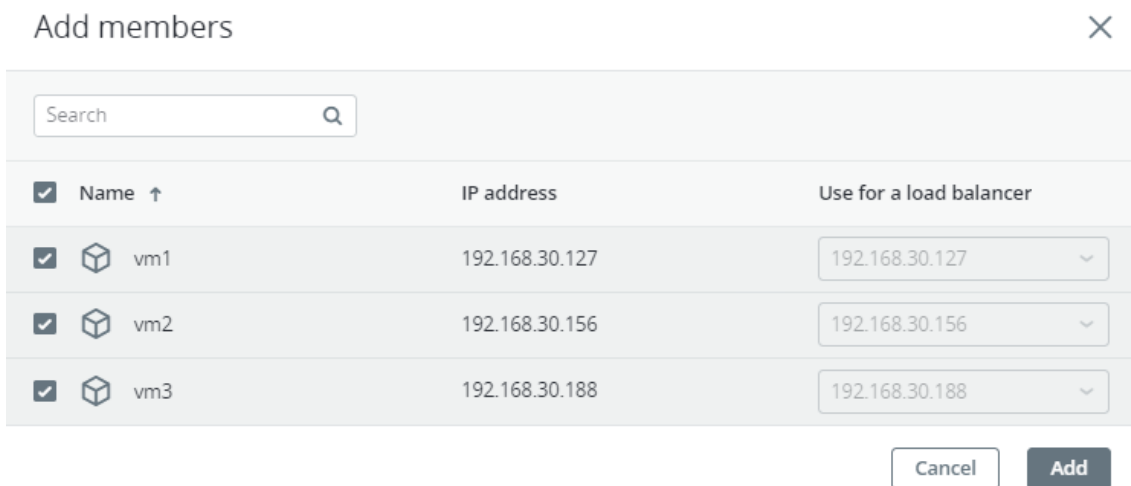 Add members
Search
Name IP address Use for a load balancer
vm1 192.168.30.127 192.168.30.127
vm2 192.168.30.156 192.168.30.156
vm3 192.168.30.188 192.168.30.188
Cancel Add